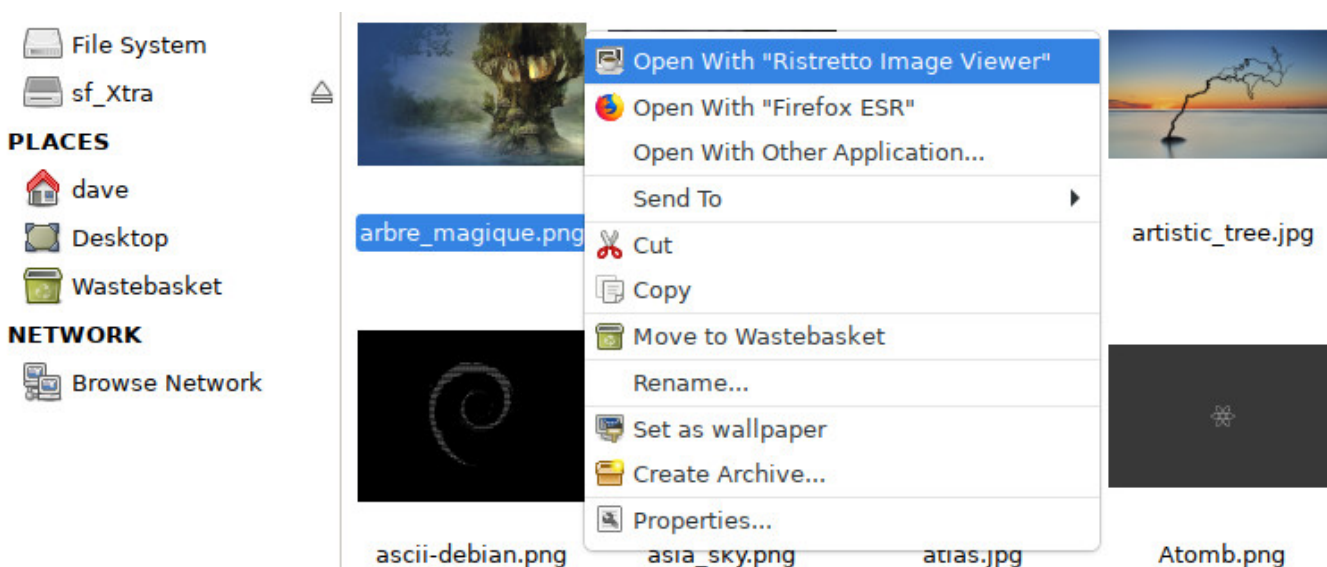 File System
sf_Xtra
PLACES
dave
Desktop
Wastebasket
NETWORK
Browse Network
Open With "Ristretto Image Viewer"
Open With "Firefox ESR"
Open With Other Application...
Send To
Cut
Copy
Move to Wastebasket
Rename...
Set as wallpaper
Create Archive...
Properties...
arbre_magique.png
artistic_tree.jpg
ascii-debian.png
asia_sky.png
atlas.jpg
Atomb.png